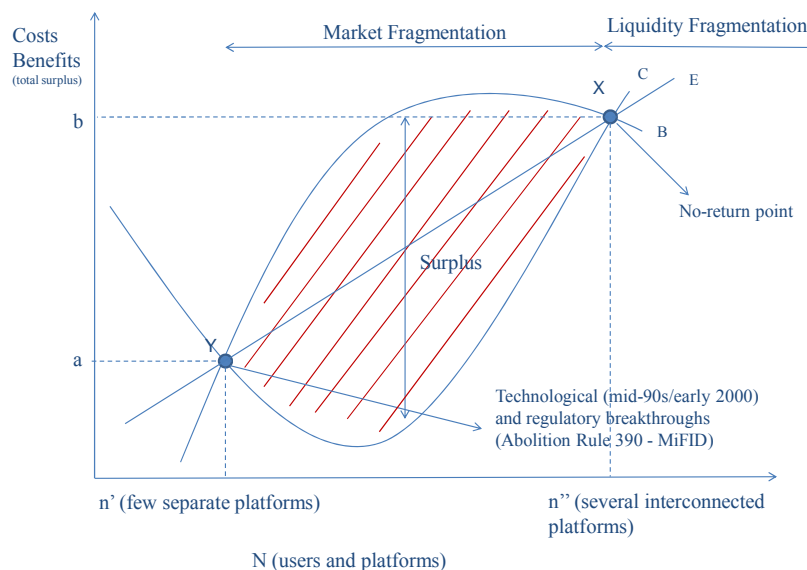 Costs
Benefits
(total surplus)
Market Fragmentation
Liquidity Fragmentation
C
E
X
B
b
No-return point
Surplus
Y
a
Technological (mid-90s/early 2000)
and regulatory breakthroughs
(Abolition Rule 390 - MiFID)
n’ (few separate platforms)
n’’ (several interconnected
platforms)
N (users and platforms)